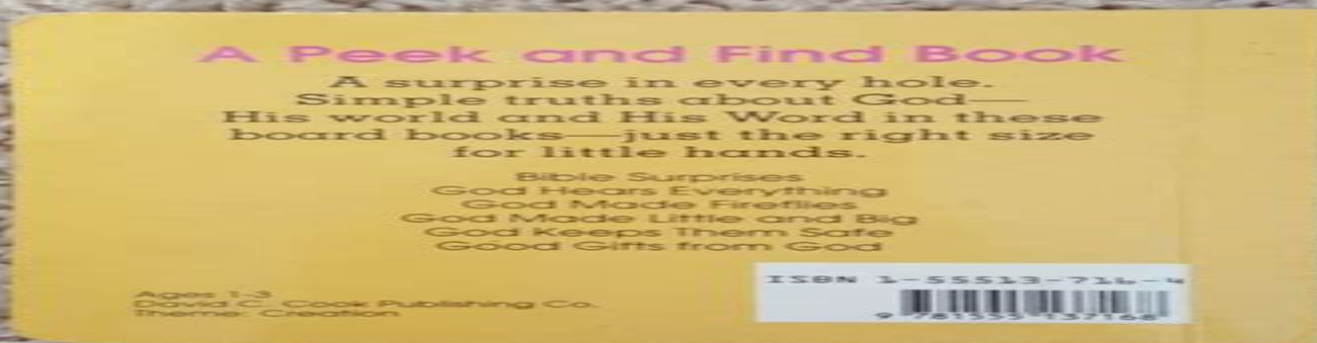 A Peek and Find Book
A surprise in every hole.
Simple truths about God—
His world and His Word in these
board books—just the right size
for little hands.
Bible Surprises
God Hears Everything
God Made Fireflies
God Made Little and Big
God Keeps Them Safe
Good Gifts from God
Ages 1-3
David C. Cook Publishing Co.
Theme: Creation
ISBN 1-55513-716-4
9 781555 137168